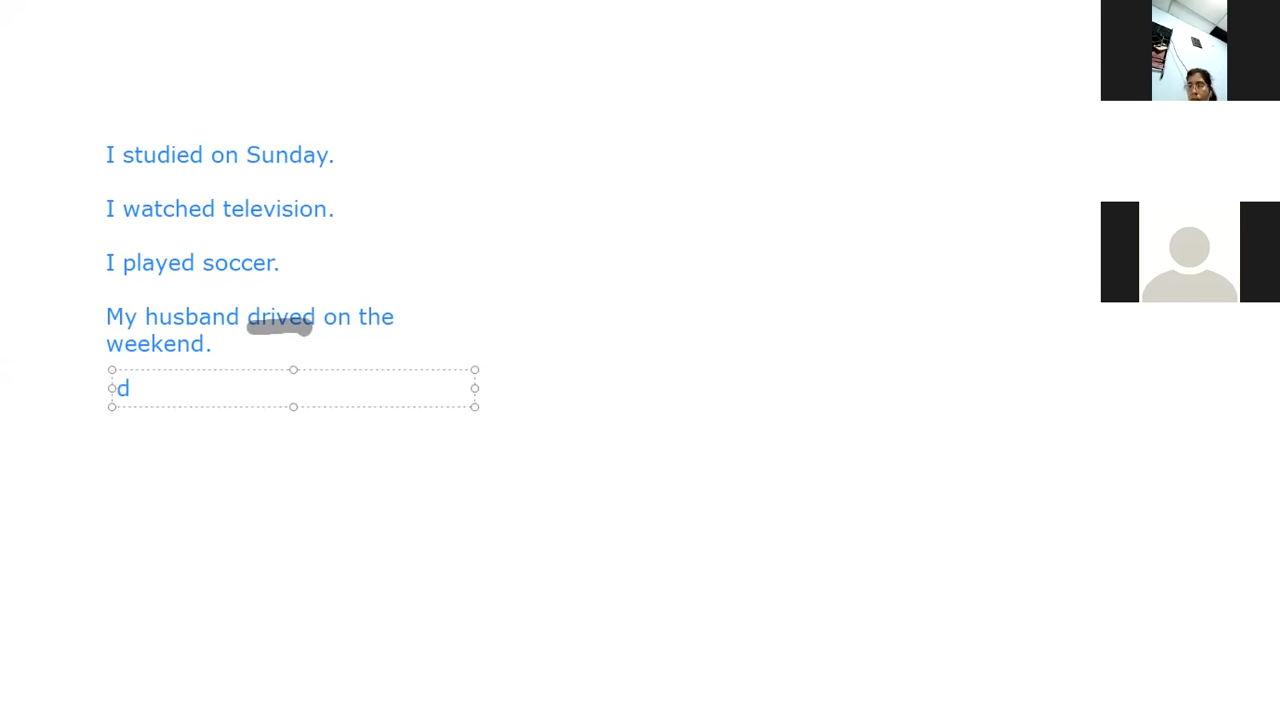 I studied on Sunday.
I watched television.
I played soccer.
My husband drived on the
weekend.
d